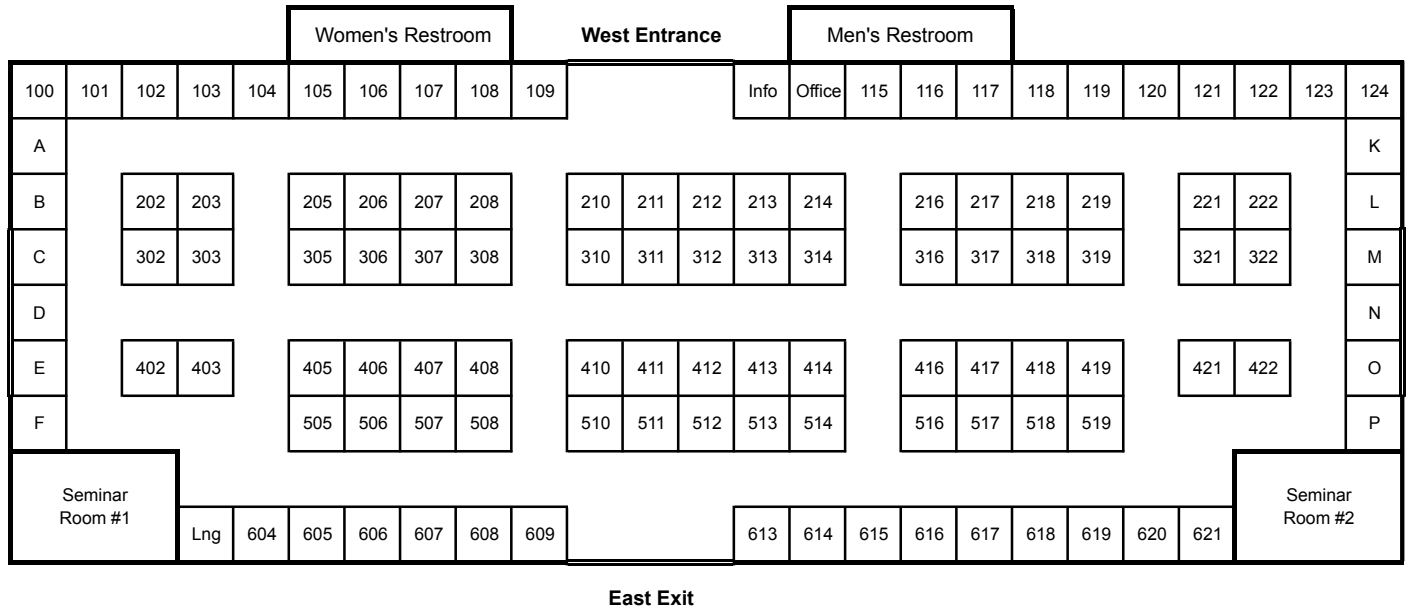 Women's Restroom West Entrance Men's Restroom
100 101 102 103 104 105 106 107 108 109 Info Office 115 116 117 118 119 120 121 122 123 124
A K
B 202 203 205 206 207 208 210 211 212 213 214 216 217 218 219 221 222 L
C 302 303 305 306 307 308 310 311 312 313 314 316 317 318 319 321 322 M
D N
E 402 403 405 406 407 408 410 411 412 413 414 416 417 418 419 421 422 O
F 505 506 507 508 510 511 512 513 514 516 517 518 519 P
Seminar
Room #1
Seminar
Room #2
Lng 604 605 606 607 608 609 613 614 615 616 617 618 619 620 621
East Exit